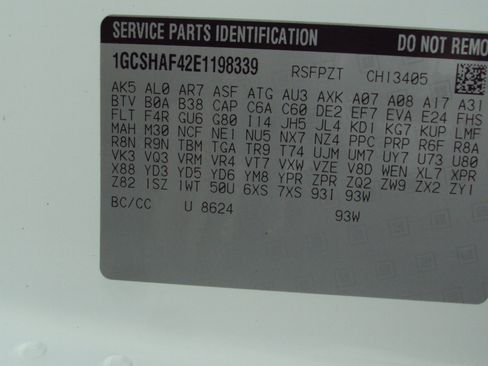 SERVICE PARTS IDENTIFICATION DO NOT REMO
1GCSHAF42E1198339 RSFPZT CHI3405
AK5 AL0 AR7 ASF ATG AU3 AXK A07 A08 A17 A31
BTV B0A B38 CAP C6A C60 DE2 EF7 EVA E24 FHS
FLT F4R GU6 G80 I14 JH5 JL4 KD1 KG7 KUP LMF
MAH M30 NCF NE1 NU5 NX7 NZ4 PPC PRP R6F R8A
R8N R9N TBM TGA TR9 T74 UJM UM7 UY7 U73 U80
VK3 VQ3 VRM VR4 VT7 VXW VZE V8D WEN XL7 XPR
X88 YD3 YD5 YD6 YM8 YPR ZPR ZQ2 ZW9 ZX2 ZY1
Z82 1SZ 1WT 50U 6XS 7XS 93I 93W
BC/CC U 8624 93W